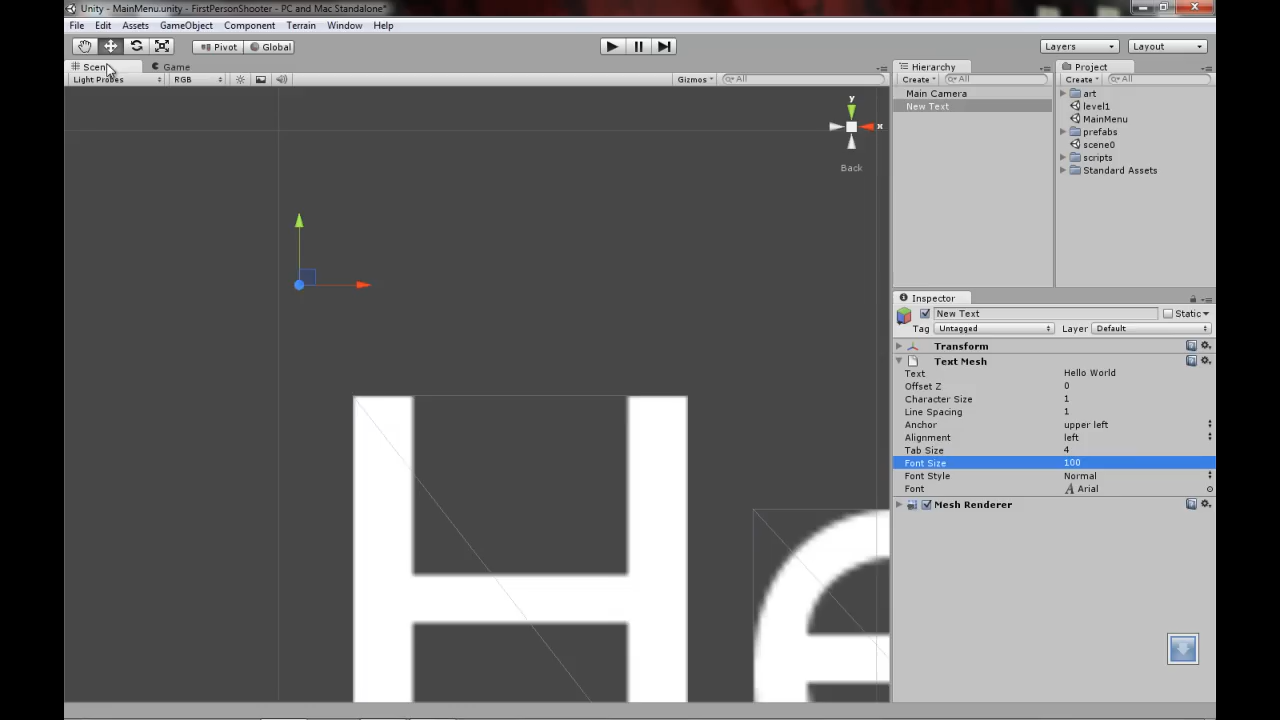 Unity - MainMenu.unity - FirstPersonShooter - PC and Mac Standalone*
File Edit Assets GameObject Component Terrain Window Help
Pivot Global Layers Layout
Scene Game Hierarchy Project
Light Probes RGB Gizmos All Create All Create All
Main Camera
New Text
art
level1
MainMenu
prefabs
scene0
scripts
Standard Assets
y
x
Back
He
Inspector
New Text Static
Tag Untagged Layer Default
Transform
Text Mesh
Text Hello World
Offset Z 0
Character Size 1
Line Spacing 1
Anchor upper left
Alignment left
Tab Size 4
Font Size 100
Font Style Normal
Font Arial
Mesh Renderer